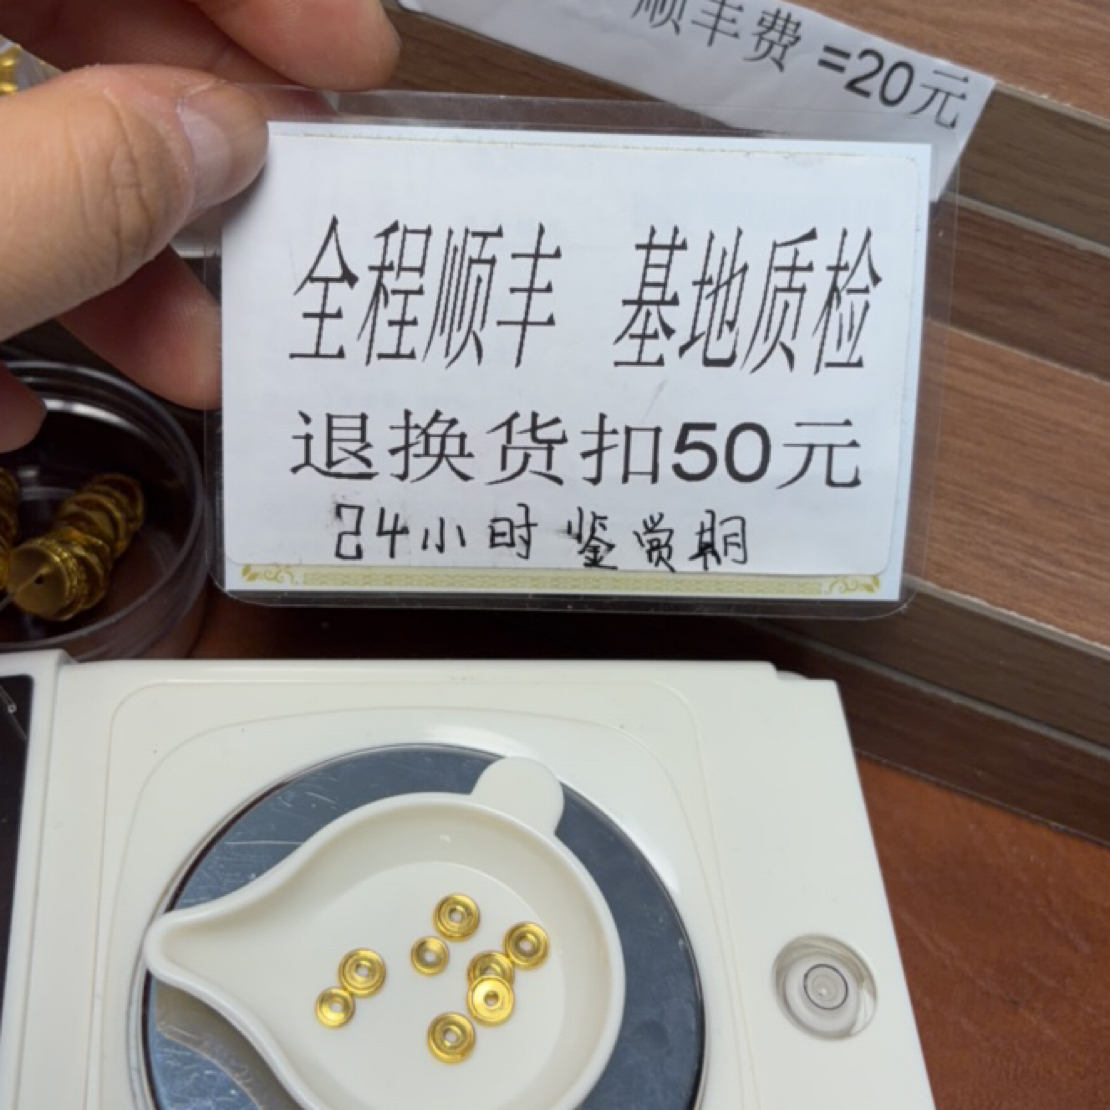 顺丰费 =20元
全程顺丰 基地质检
退换货扣50元
24小时鉴赏期